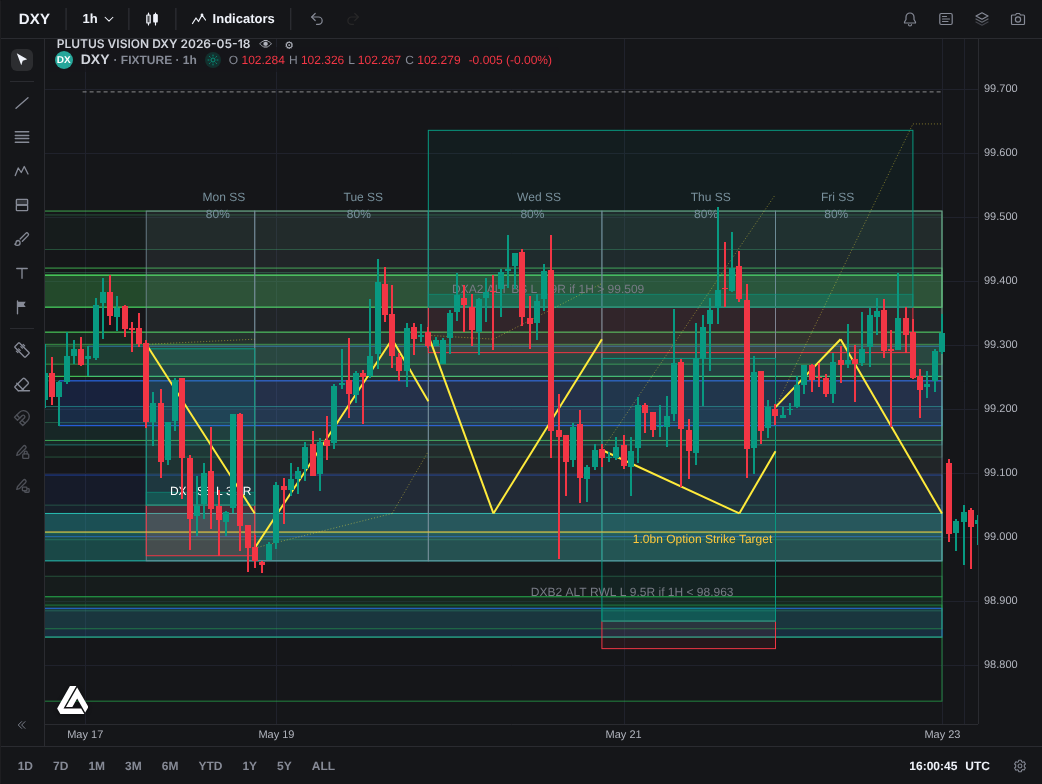 DXY 1h Indicators
PLUTUS VISION DXY 2026-05-18
DX DXY · FIXTURE · 1h O 102.284 H 102.326 L 102.267 C 102.279 -0.005 (-0.00%)
99.700
99.600
Mon SS Tue SS Wed SS Thu SS Fri SS
80% 80% 80% 80% 80%
99.500
99.400
DXA2 ALT L 9R if 1H > 99.509
99.300
99.200
99.100
1.0bn Option Strike Target
99.000
DXB2 ALT RWL L 9.5R if 1H < 98.963
98.900
98.800
May 17 May 19 May 21 May 23
1D 7D 1M 3M 6M YTD 1Y 5Y ALL 16:00:45 UTC